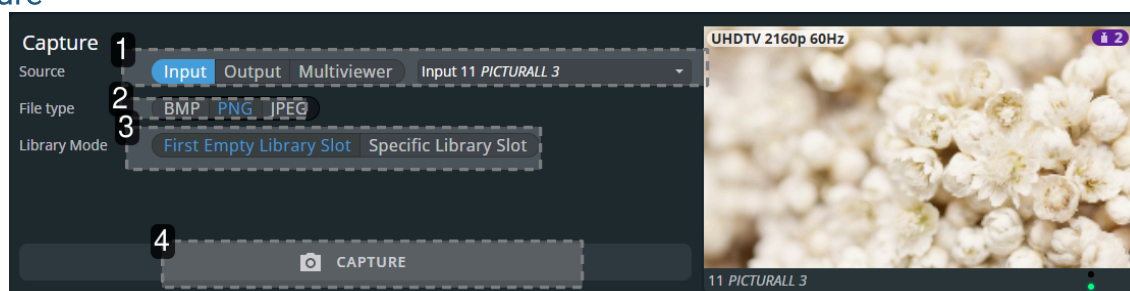 Capture
1
Source
Input Output Multiviewer
Input 11 PICTURALL 3
File type
2
BMP PNG JPEG
3
Library Mode
First Empty Library Slot Specific Library Slot
4
CAPTURE
UHDTV 2160p 60Hz
2
11 PICTURALL 3